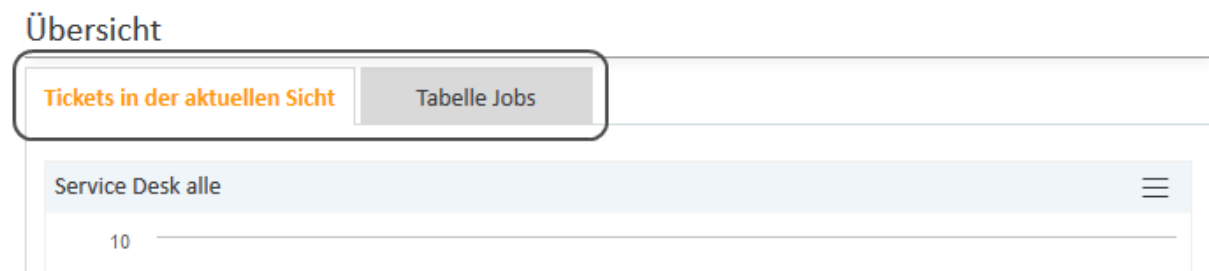 Übersicht
Tickets in der aktuellen Sicht
Tabelle Jobs
Service Desk alle
10